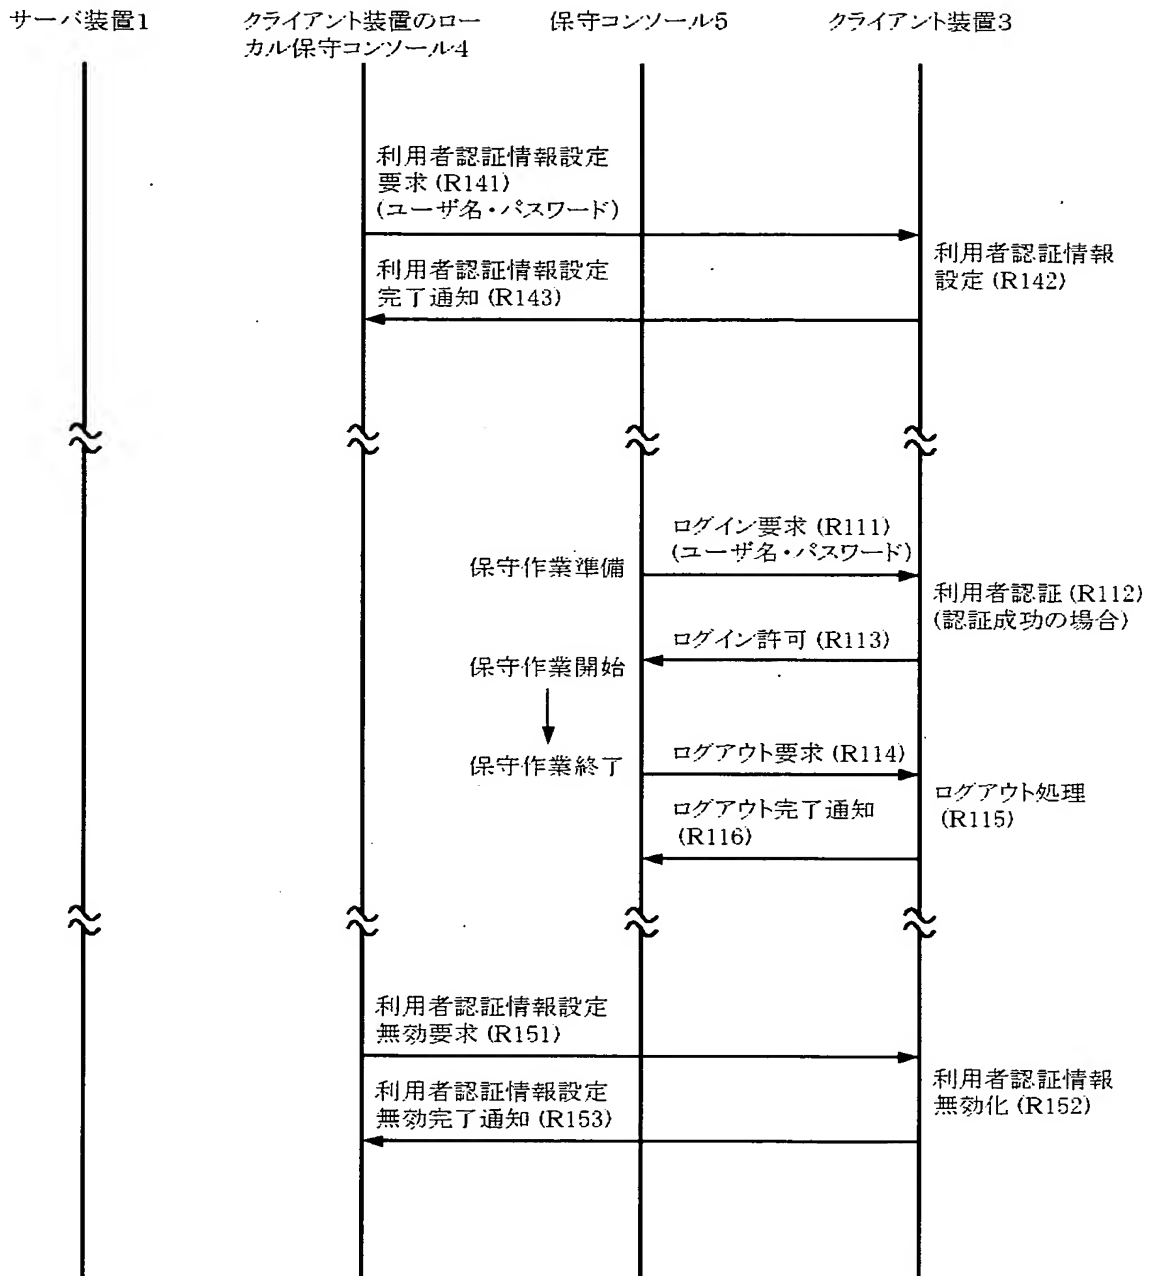 サーバ装置1
クライアント装置のロー
カル保守コンソール4
保守コンソール5
クライアント装置3
利用者認証情報設定
要求 (R141)
(ユーザ名・パスワード)
利用者認証情報
設定 (R142)
利用者認証情報設定
完了通知 (R143)
ログイン要求 (R111)
(ユーザ名・パスワード)
保守作業準備
利用者認証 (R112)
(認証成功の場合)
ログイン許可 (R113)
保守作業開始
ログアウト要求 (R114)
保守作業終了
ログアウト処理
(R115)
ログアウト完了通知
(R116)
利用者認証情報設定
無効要求 (R151)
利用者認証情報
無効化 (R152)
利用者認証情報設定
無効完了通知 (R153)